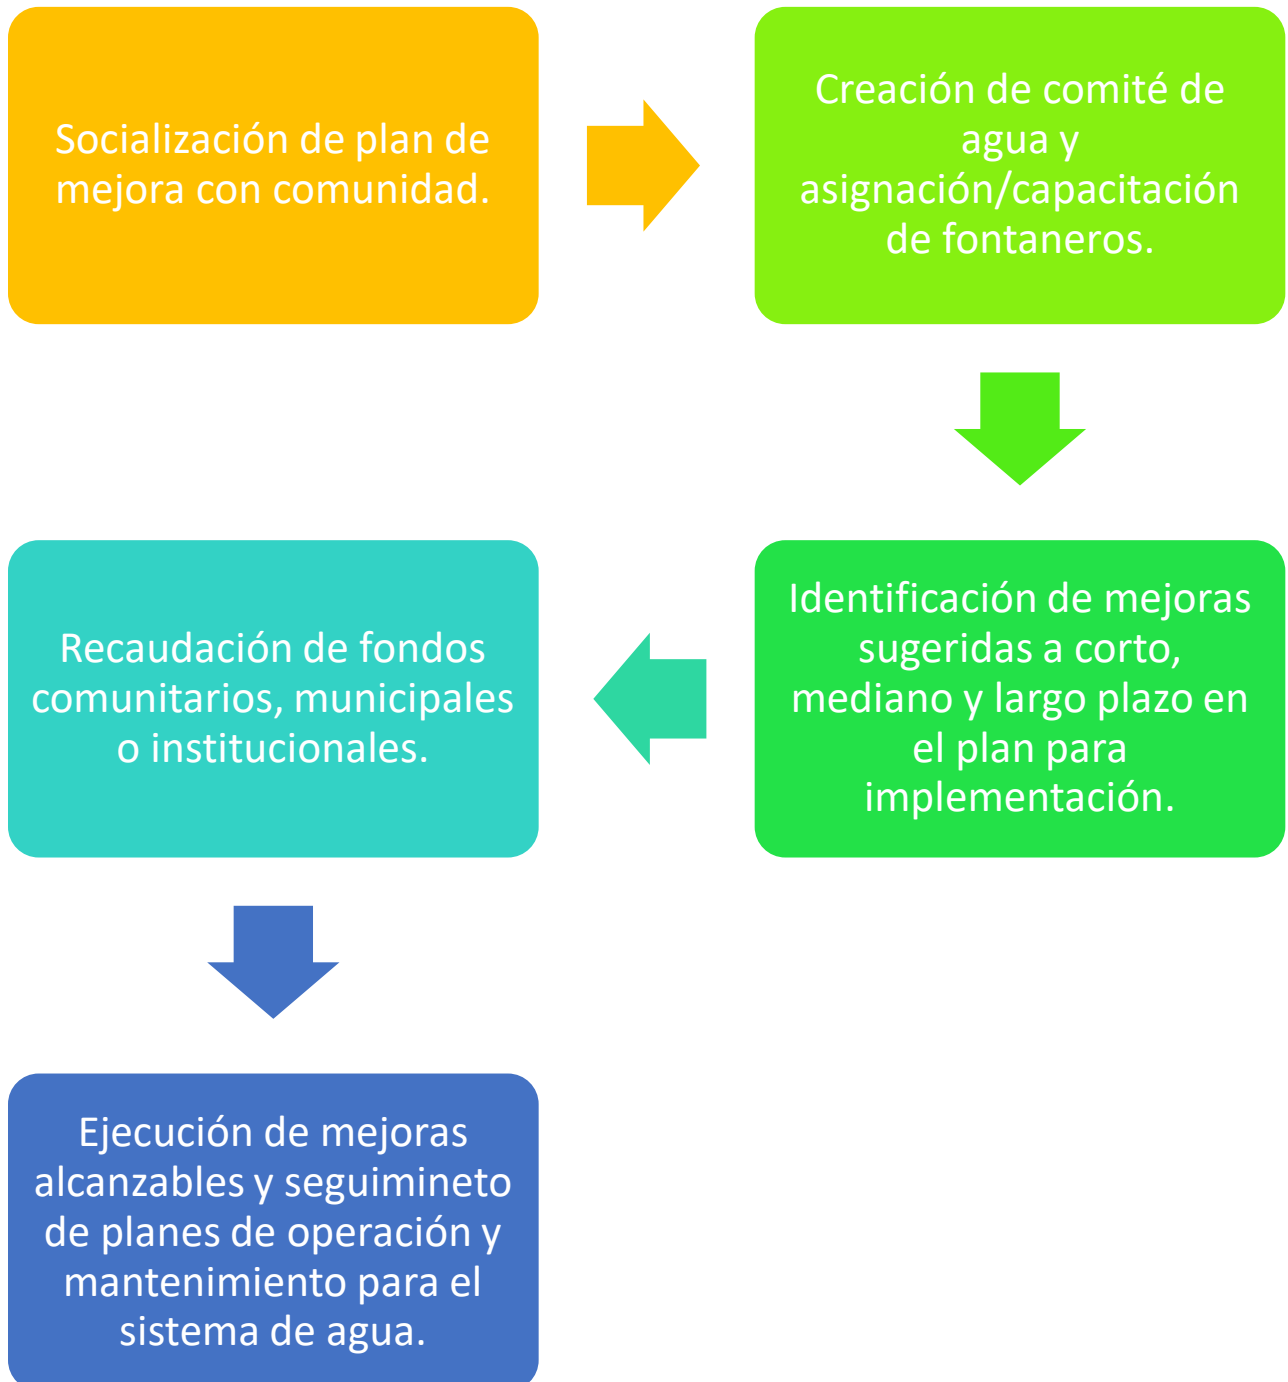 Socialización de plan de
mejora con comunidad.
Creación de comité de
agua y
asignación/capacitación
de fontaneros.
Identificación de mejoras
sugeridas a corto,
mediano y largo plazo en
el plan para
implementación.
Recaudación de fondos
comunitarios, municipales
o institucionales.
Ejecución de mejoras
alcanzables y seguimineto
de planes de operación y
mantenimiento para el
sistema de agua.